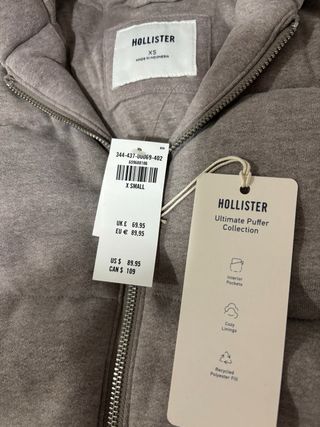 HOLLISTER
XS
MADE IN INDONESIA
344-437-00069-402
X SMALL
UK £ 69.95
EU € 89,95
US $ 89.95
CAN $ 109
HOLLISTER
Ultimate Puffer
Collection
Interior
Pockets
Cozy
Linings
Recycled
Polyester Fill